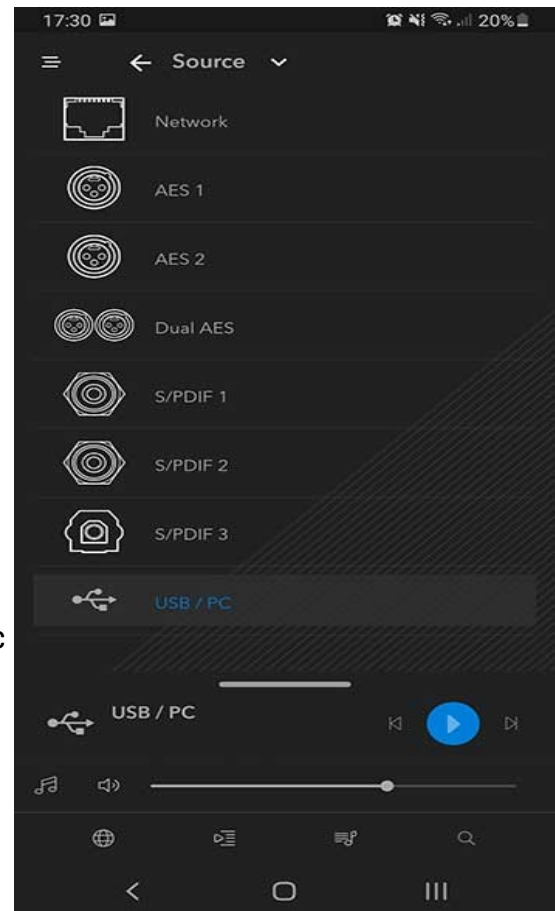 17:30 20%
Source
Network
AES 1
AES 2
Dual AES
S/PDIF 1
S/PDIF 2
S/PDIF 3
USB / PC
c
USB / PC